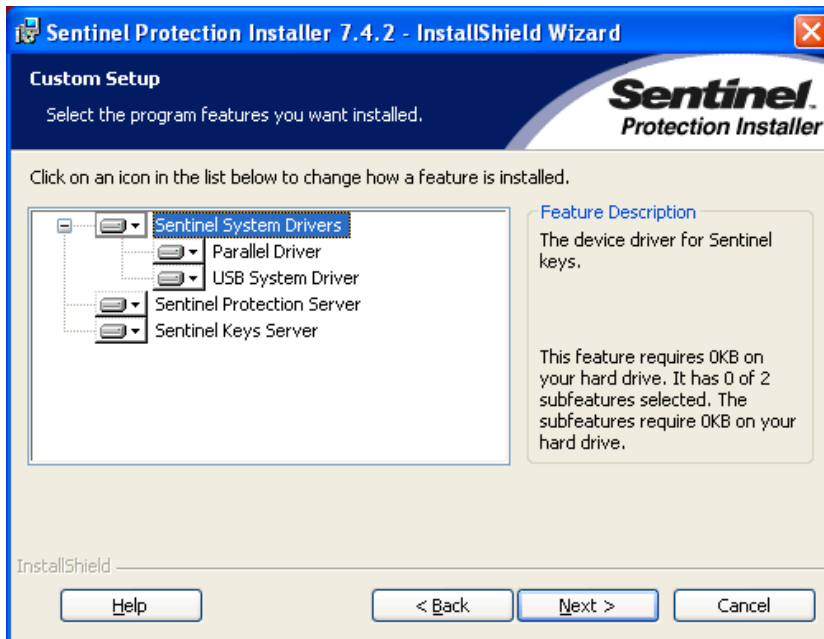 Sentinel Protection Installer 7.4.2 - InstallShield Wizard
Custom Setup
Select the program features you want installed.
Sentinel.
Protection Installer
Click on an icon in the list below to change how a feature is installed.
Sentinel System Drivers
Parallel Driver
USB System Driver
Sentinel Protection Server
Sentinel Keys Server
Feature Description
The device driver for Sentinel
keys.
This feature requires 0KB on
your hard drive. It has 0 of 2
subfeatures selected. The
subfeatures require 0KB on your
hard drive.
InstallShield
Help
< Back
Next >
Cancel